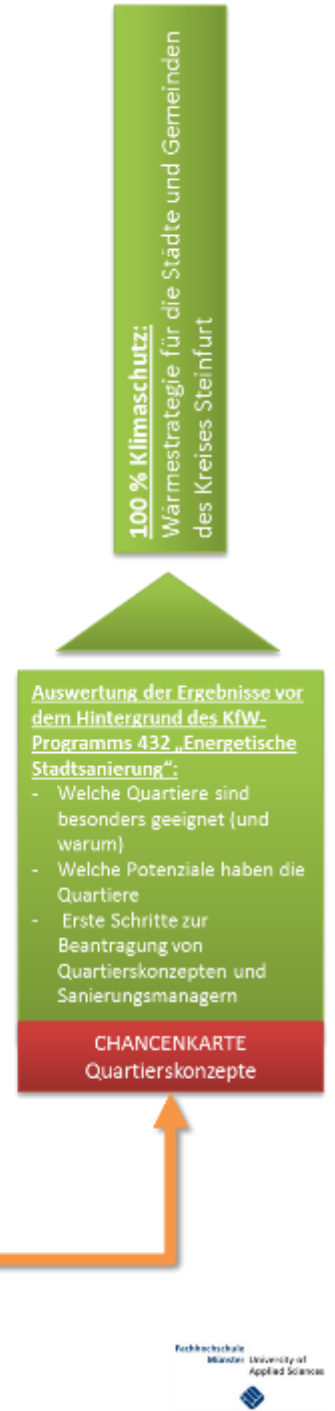 100 % Klimaschutz:
Wärmestrategie für die Städte und Gemeinden
des Kreises Steinfurt
Auswertung der Ergebnisse vor
dem Hintergrund des KfW-
Programms 432 „Energetische
Stadtsanierung“:
- Welche Quartiere sind
besonders geeignet (und
warum)
- Welche Potenziale haben die
Quartiere
- Erste Schritte zur
Beantragung von
Quartierskonzepten und
Sanierungsmanagern
CHANCENKARTE
Quartierskonzepte
Fachhochschule
Münster University of
Applied Sciences